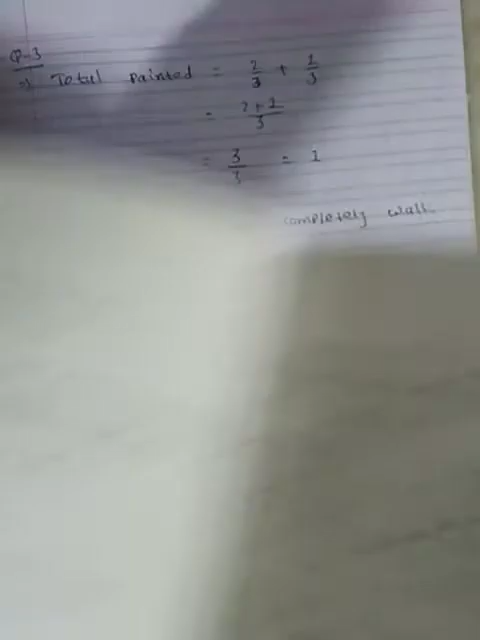 Q-3
⇒ Total painted = 2/3 + 1/3
= 2+1/3
= 3/3 = 1
completely wall